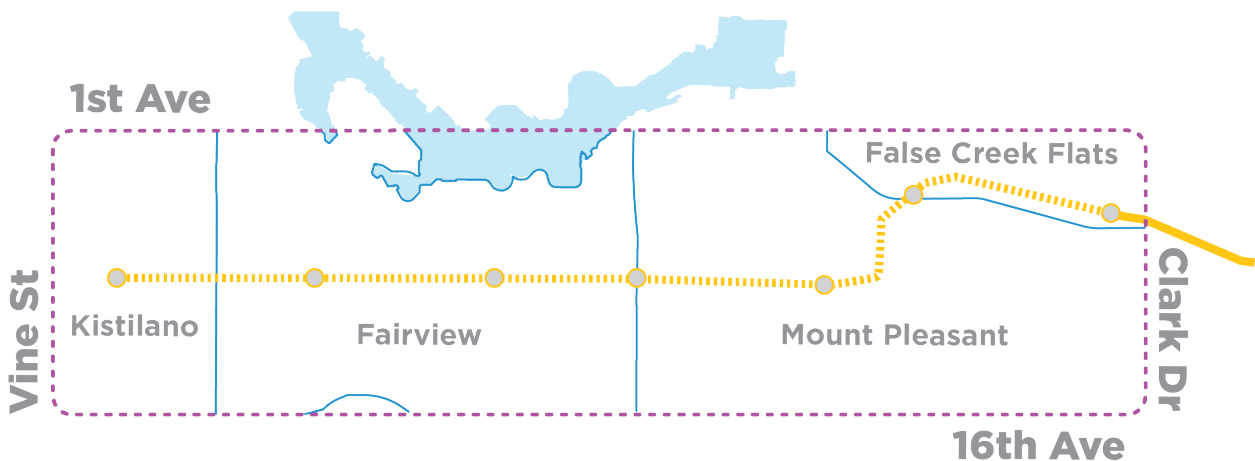 1st Ave
False Creek Flats
Vine St
Kistilano
Fairview
Mount Pleasant
Clark Dr
16th Ave